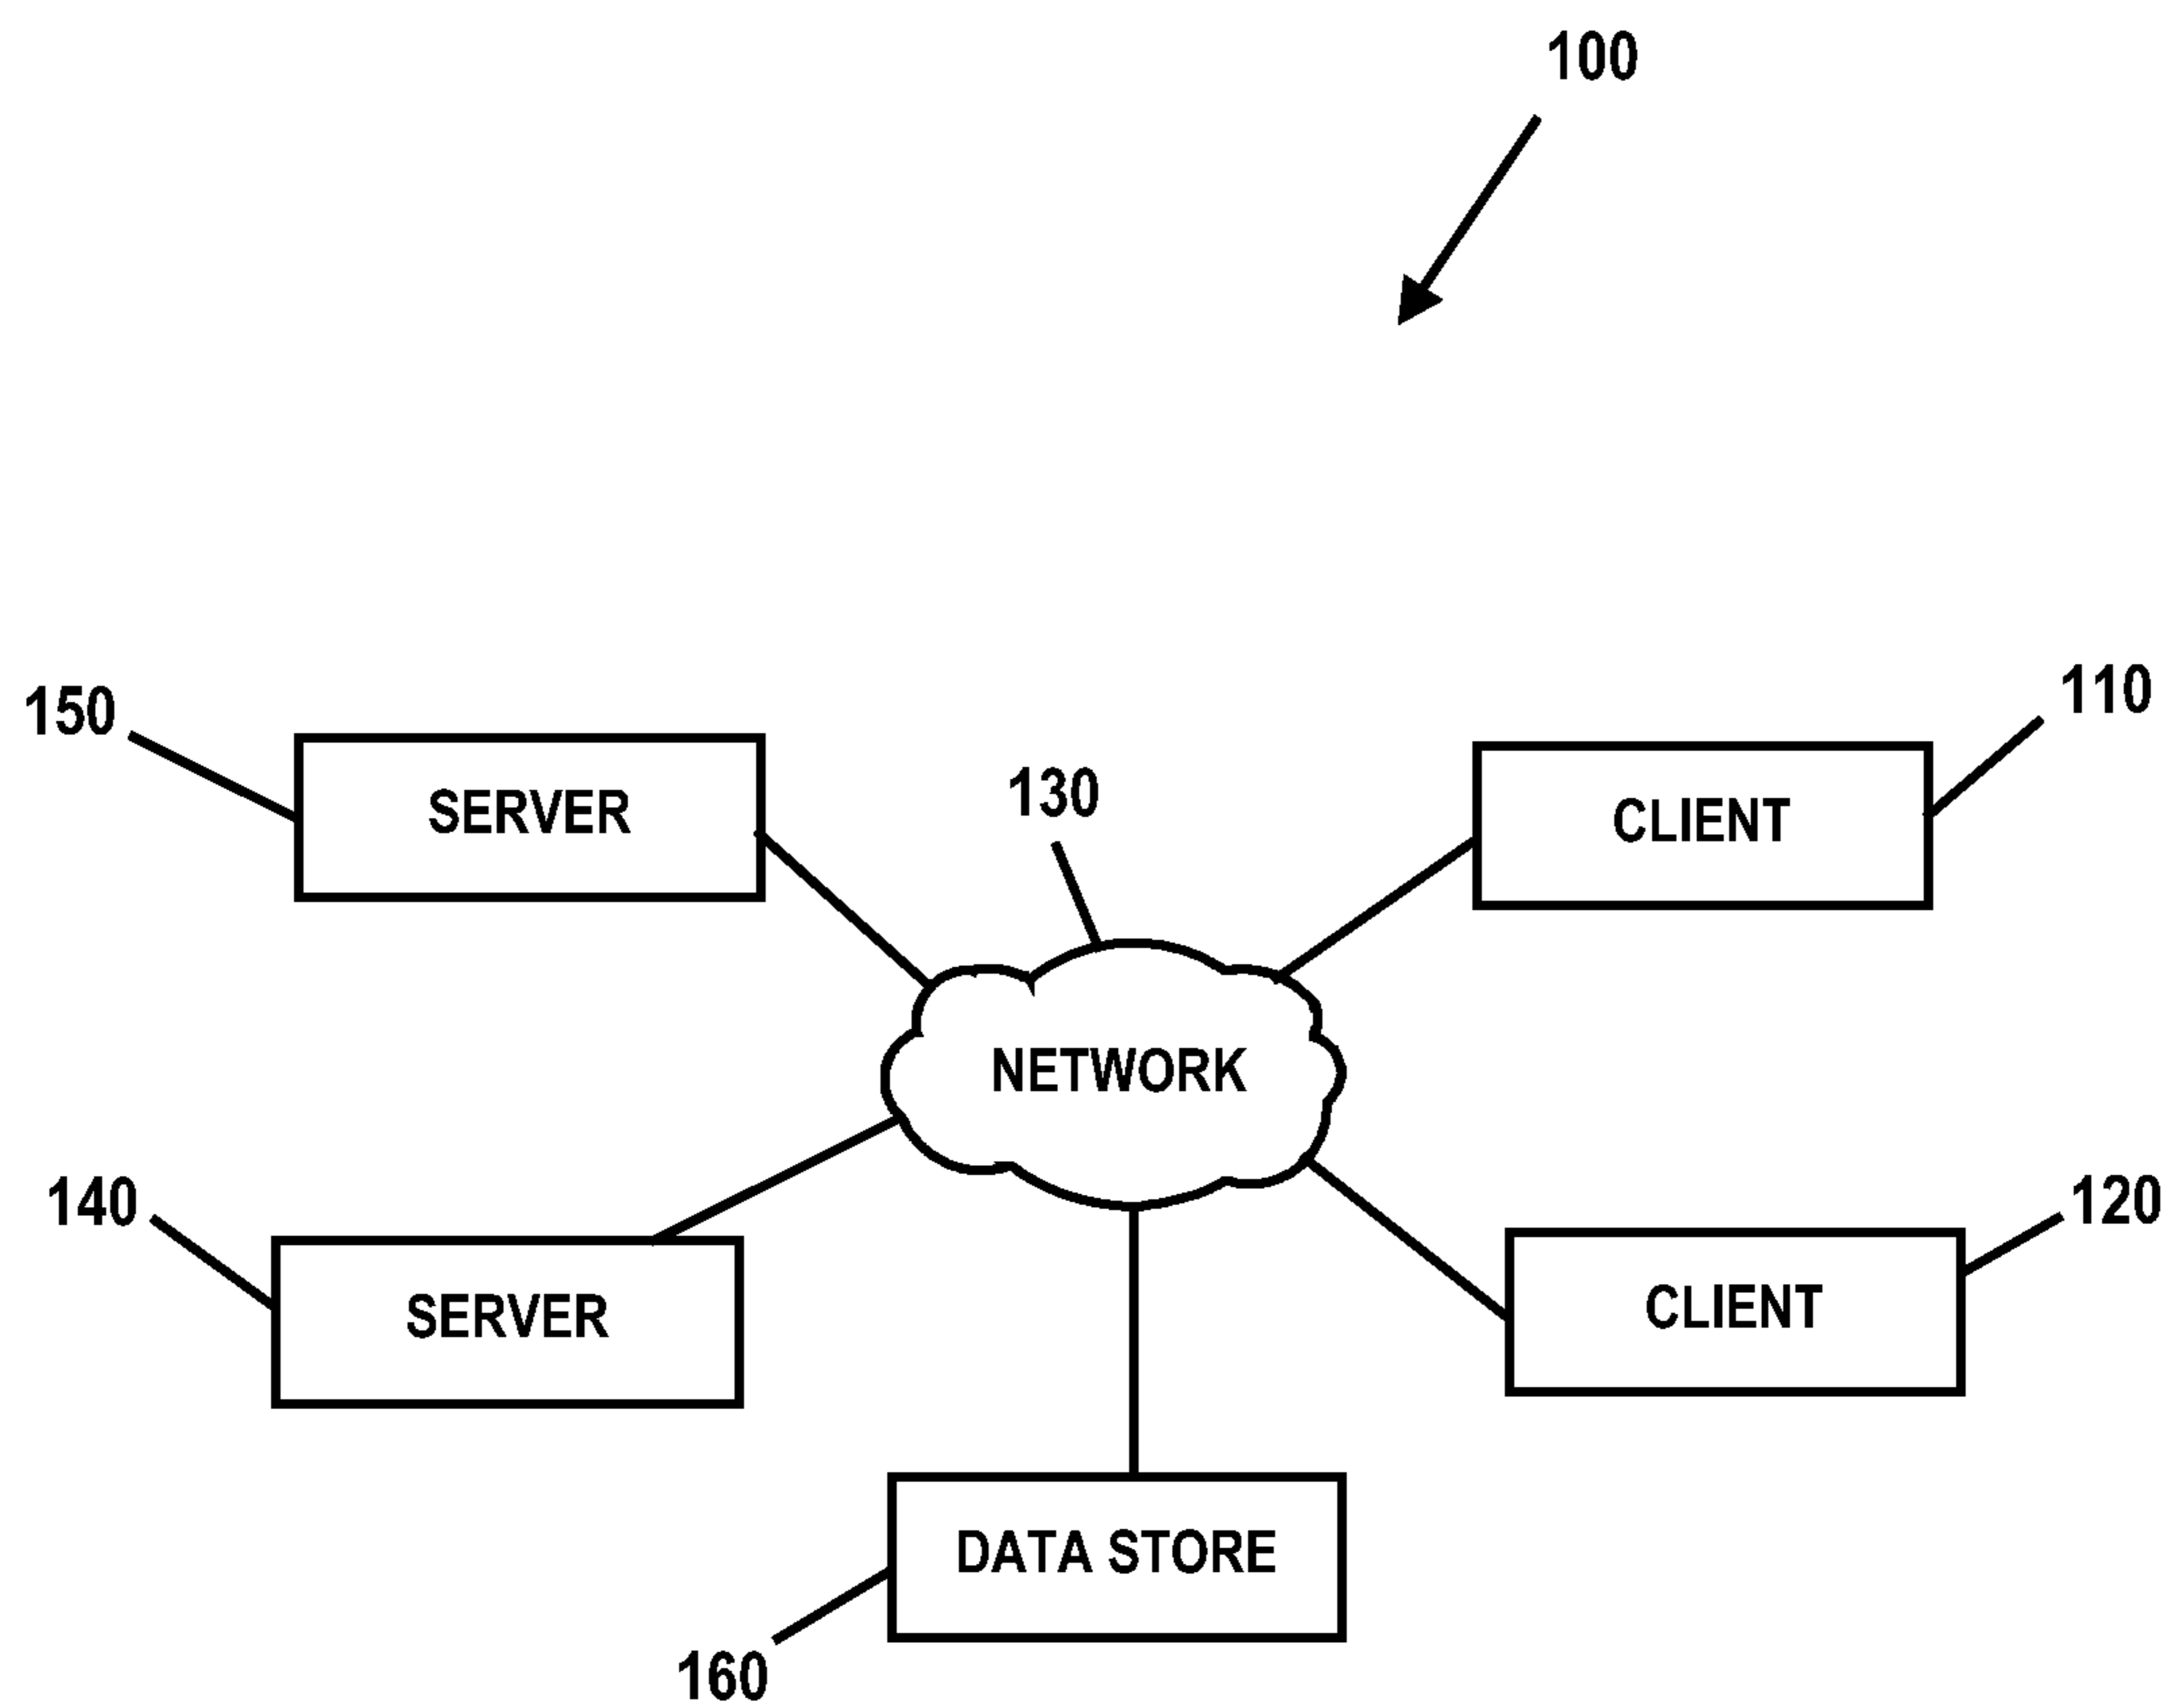 100
150
110
SERVER
130
CLIENT
NETWORK
140
120
SERVER
CLIENT
DATA STORE
160